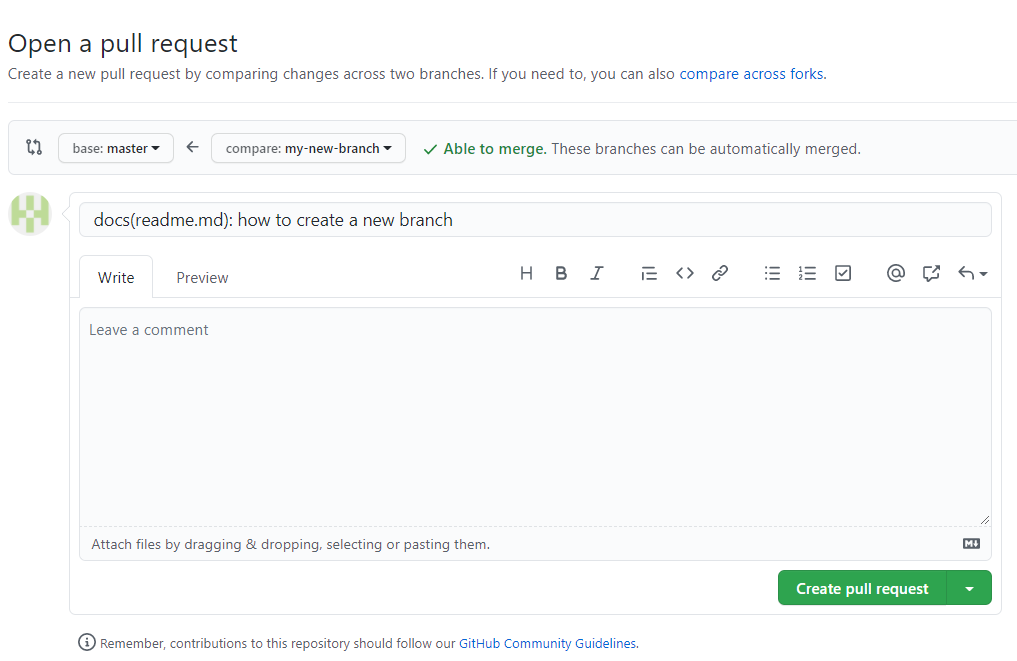 Open a pull request
Create a new pull request by comparing changes across two branches. If you need to, you can also compare across forks.
base: master compare: my-new-branch Able to merge. These branches can be automatically merged.
docs(readme.md): how to create a new branch
Write Preview
Leave a comment
Attach files by dragging & dropping, selecting or pasting them.
Create pull request
Remember, contributions to this repository should follow our GitHub Community Guidelines.